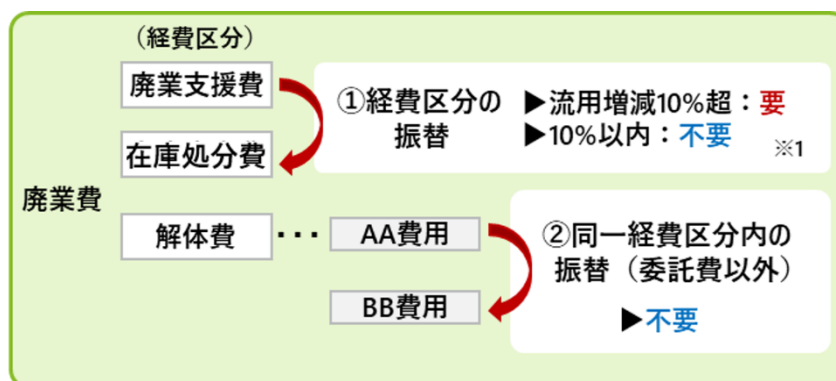 （経費区分）
廃業支援費
①経費区分の
振替
▶流用増減10%超：要
▶10%以内：不要
※1
在庫処分費
廃業費
解体費
・・・
AA費用
②同一経費区分内の
振替（委託費以外）
▶不要
BB費用